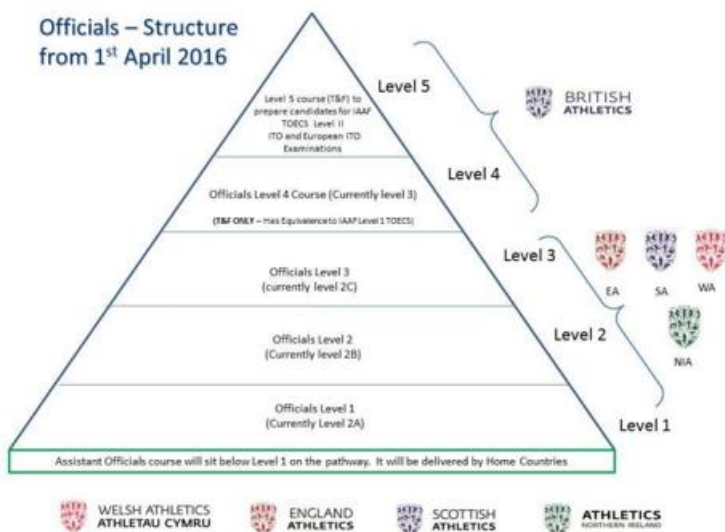 Officials – Structure
from 1st April 2016
Level 5 course (T&F) to
prepare candidates for IAAF
TOECS Level II
ITO and European ITO
Examinations
Level 5
BRITISH
ATHLETICS
Level 4
Officials Level 4 Course (Currently level 3)
(T&F ONLY – Has Equivalence to IAAF Level 1 TOECS)
Level 3
EA SA WA
Officials Level 3
(currently level 2C)
Level 2
NIA
Officials Level 2
(Currently level 2B)
Level 1
Officials Level 1
(Currently Level 2A)
Assistant Officials course will sit below Level 1 on the pathway. It will be delivered by Home Countries
WELSH ATHLETICS
ATHLETAU CYMRU
ENGLAND
ATHLETICS
SCOTTISH
ATHLETICS
ATHLETICS
NORTHERN IRELAND